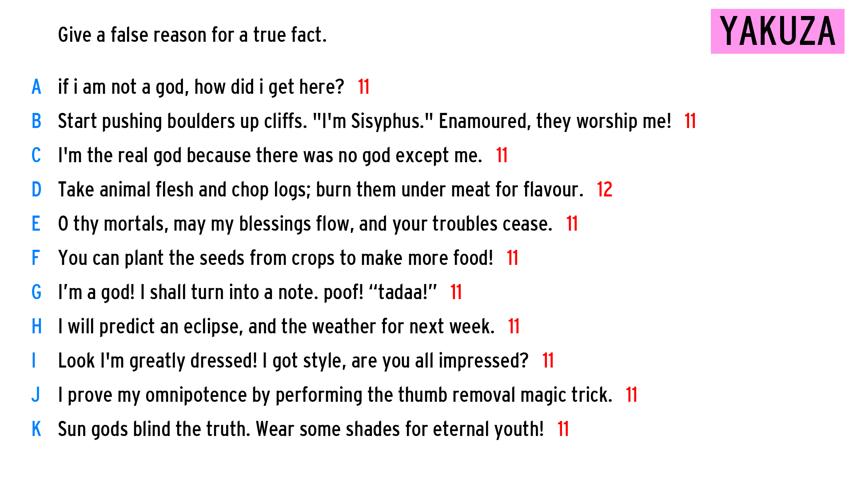 Give a false reason for a true fact.
YAKUZA
A if i am not a god, how did i get here? 11
B Start pushing boulders up cliffs. "I'm Sisyphus." Enamoured, they worship me! 11
C I'm the real god because there was no god except me. 11
D Take animal flesh and chop logs; burn them under meat for flavour. 12
E O thy mortals, may my blessings flow, and your troubles cease. 11
F You can plant the seeds from crops to make more food! 11
G I’m a god! I shall turn into a note. poof! “tadaa!” 11
H I will predict an eclipse, and the weather for next week. 11
I Look I'm greatly dressed! I got style, are you all impressed? 11
J I prove my omnipotence by performing the thumb removal magic trick. 11
K Sun gods blind the truth. Wear some shades for eternal youth! 11